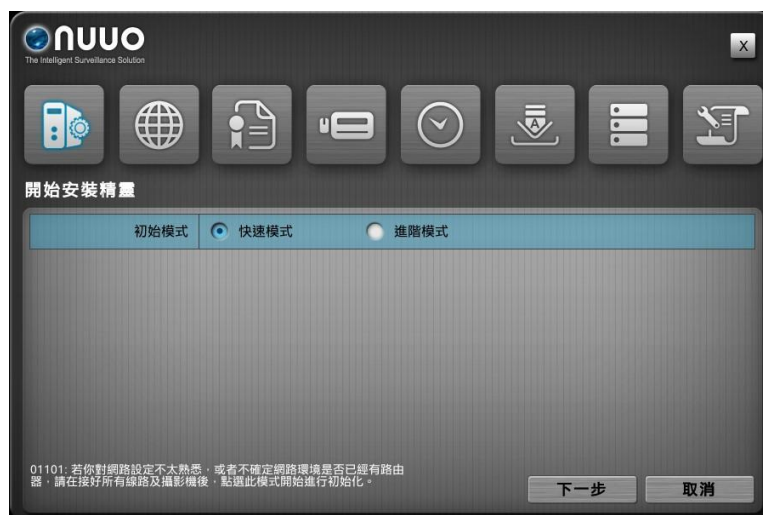 nuuo
The Intelligent Surveillance Solution
X
開始安裝精靈
初始模式 快速模式 進階模式
01101: 若你對網路設定不太熟悉，或者不確定網路環境是否已經有路由
器，請在接好所有線路及攝影機後，點選此模式開始進行初始化。
下一步 取消